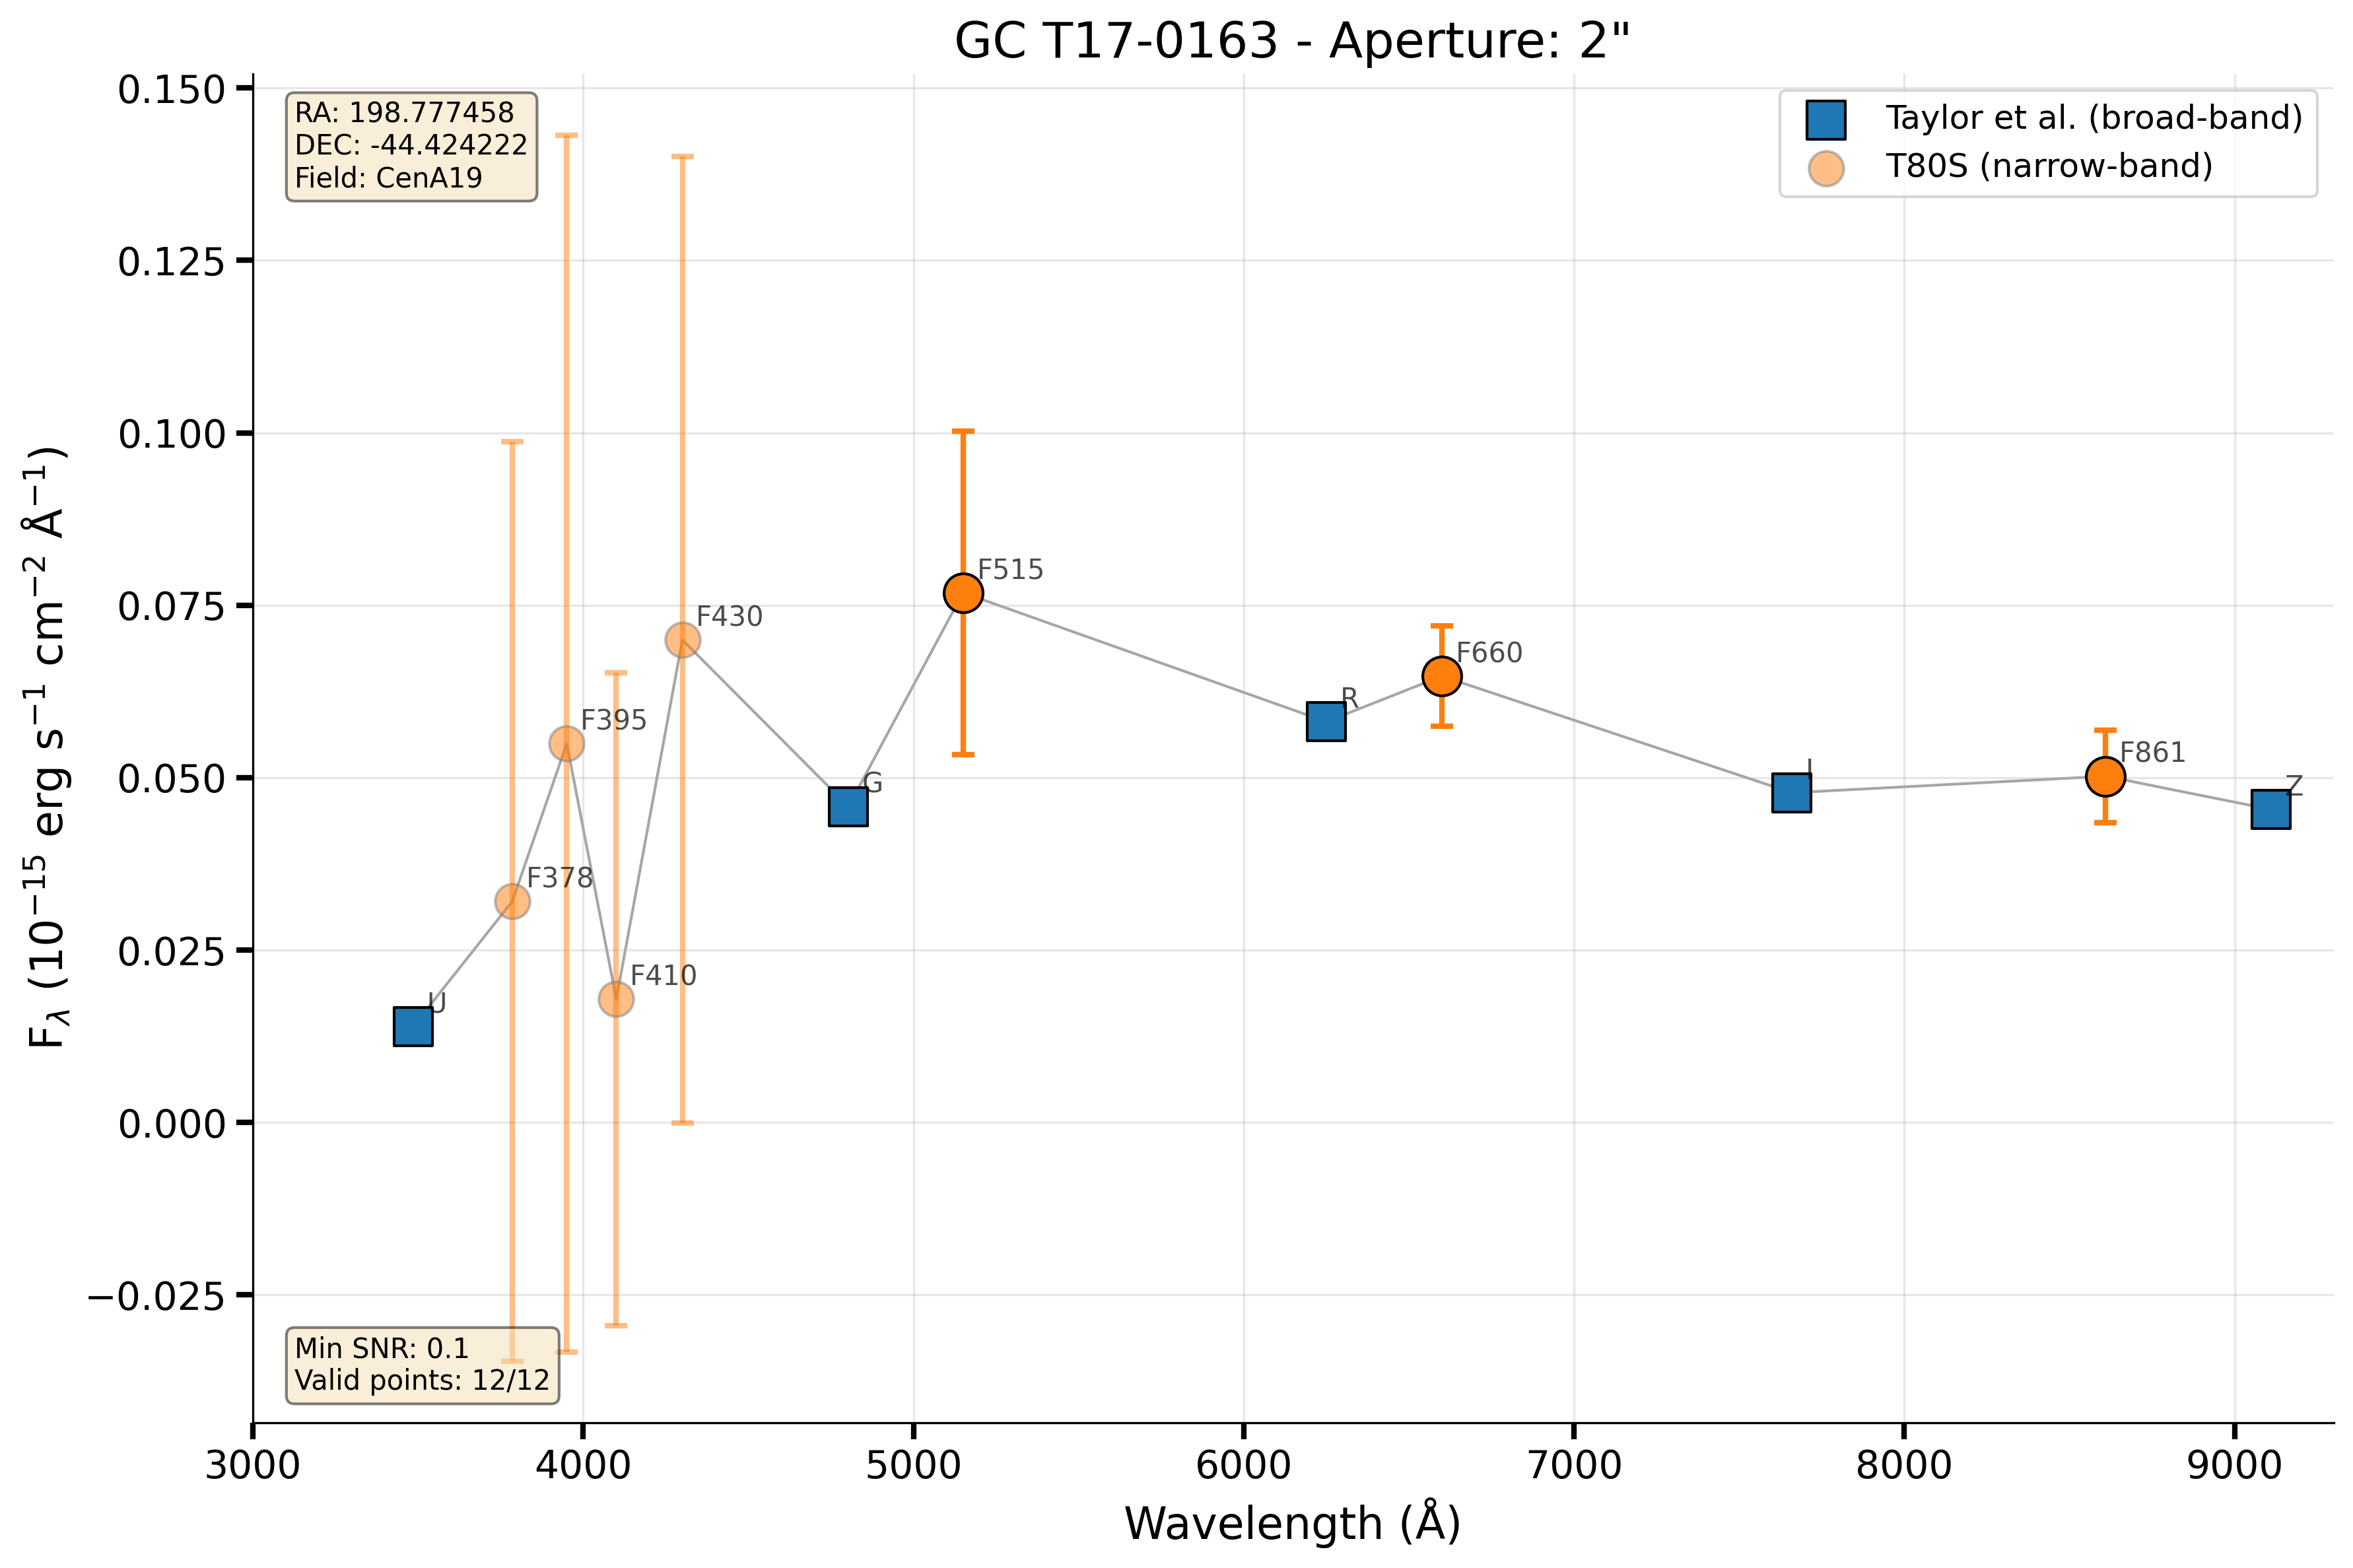 GC T17-0163 - Aperture: 2"
RA: 198.777458
DEC: -44.424222
Field: CenA19
Taylor et al. (broad-band)
T80S (narrow-band)
0.150
0.125
0.100
0.075
0.050
0.025
0.000
−0.025
F$_λ$ (10$^{−15}$ erg s$^{−1}$ cm$^{−2}$ Å$^{−1}$)
U
F378
F395
F410
F430
G
F515
R
F660
I
F861
Z
Min SNR: 0.1
Valid points: 12/12
3000 4000 5000 6000 7000 8000 9000
Wavelength (Å)